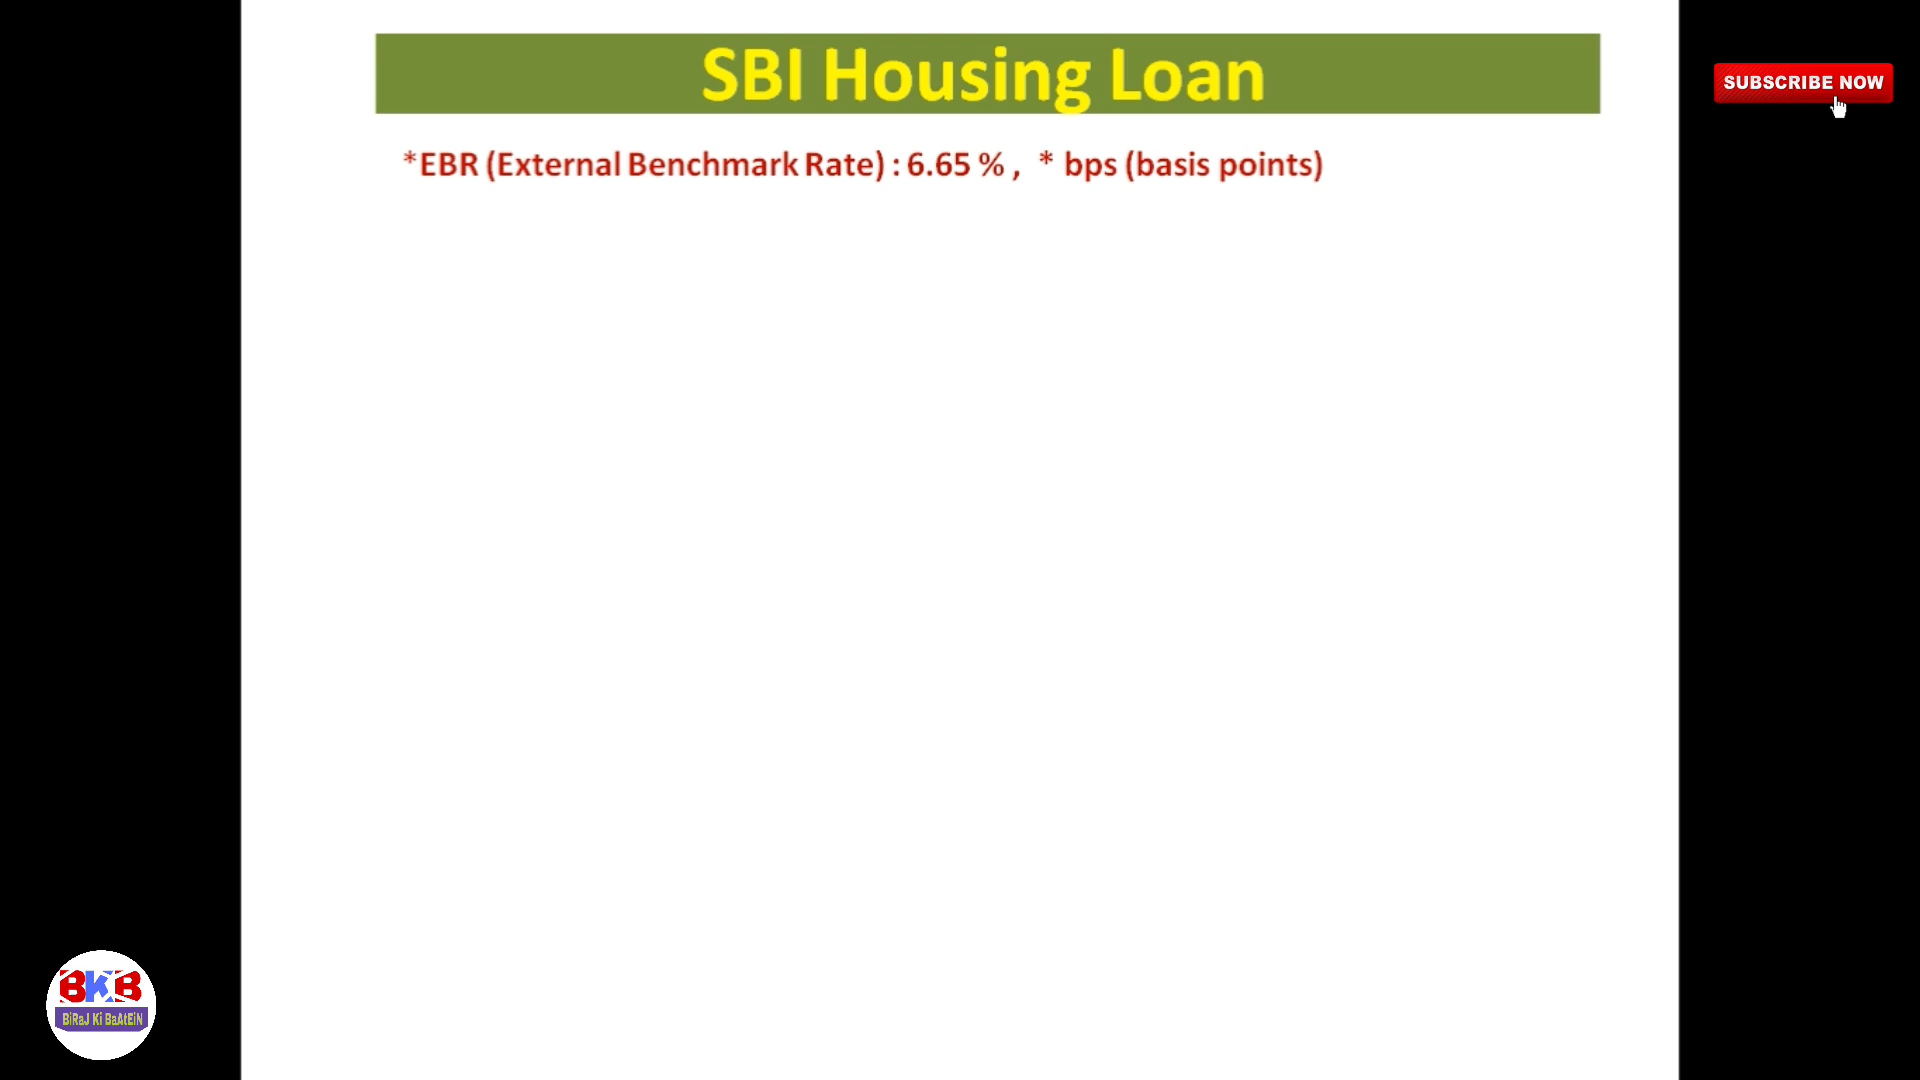 SBI Housing Loan
SUBSCRIBE NOW
*EBR (External Benchmark Rate) : 6.65 % , * bps (basis points)
BKB
BiRaJ Ki BaAtEiN